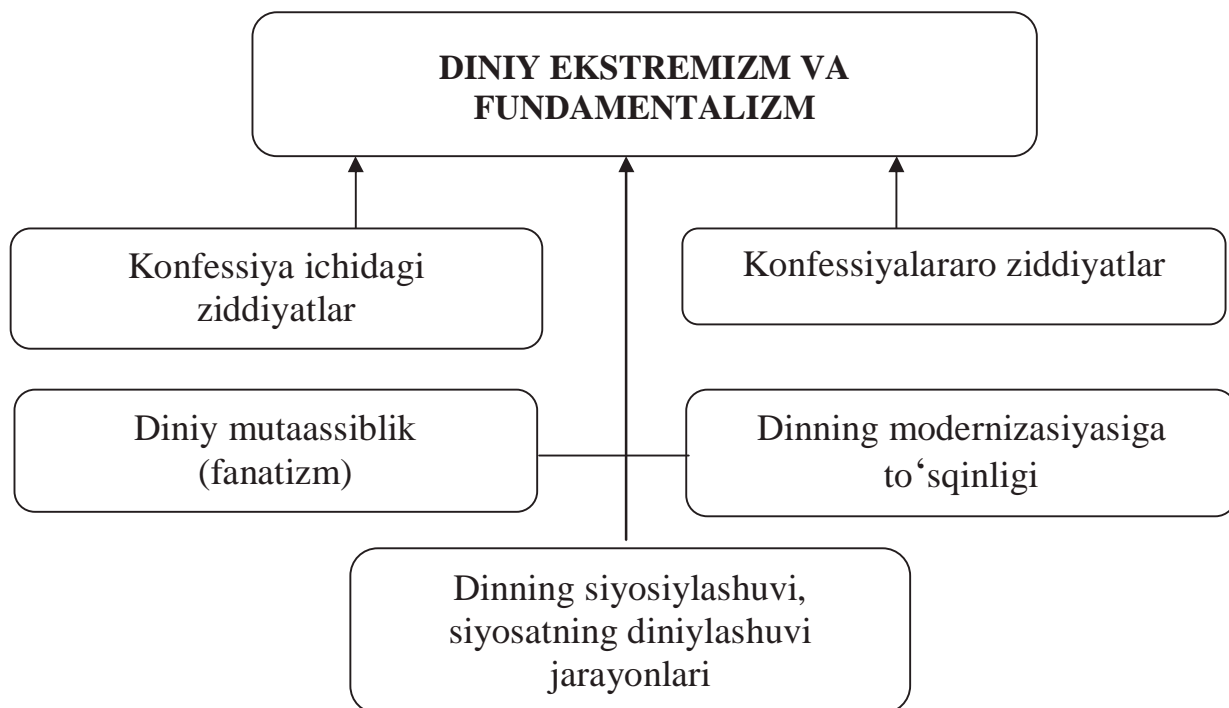 DINIY EKSTREMIZM VA
FUNDAMENTALIZM
Konfessiya ichidagi
ziddiyatlar
Konfessiyalararo ziddiyatlar
Diniy mutaassiblik
(fanatizm)
Dinning modernizasiyasiga
to‘sqinligi
Dinning siyosiylashuvi,
siyosatning diniylashuvi
jarayonlari